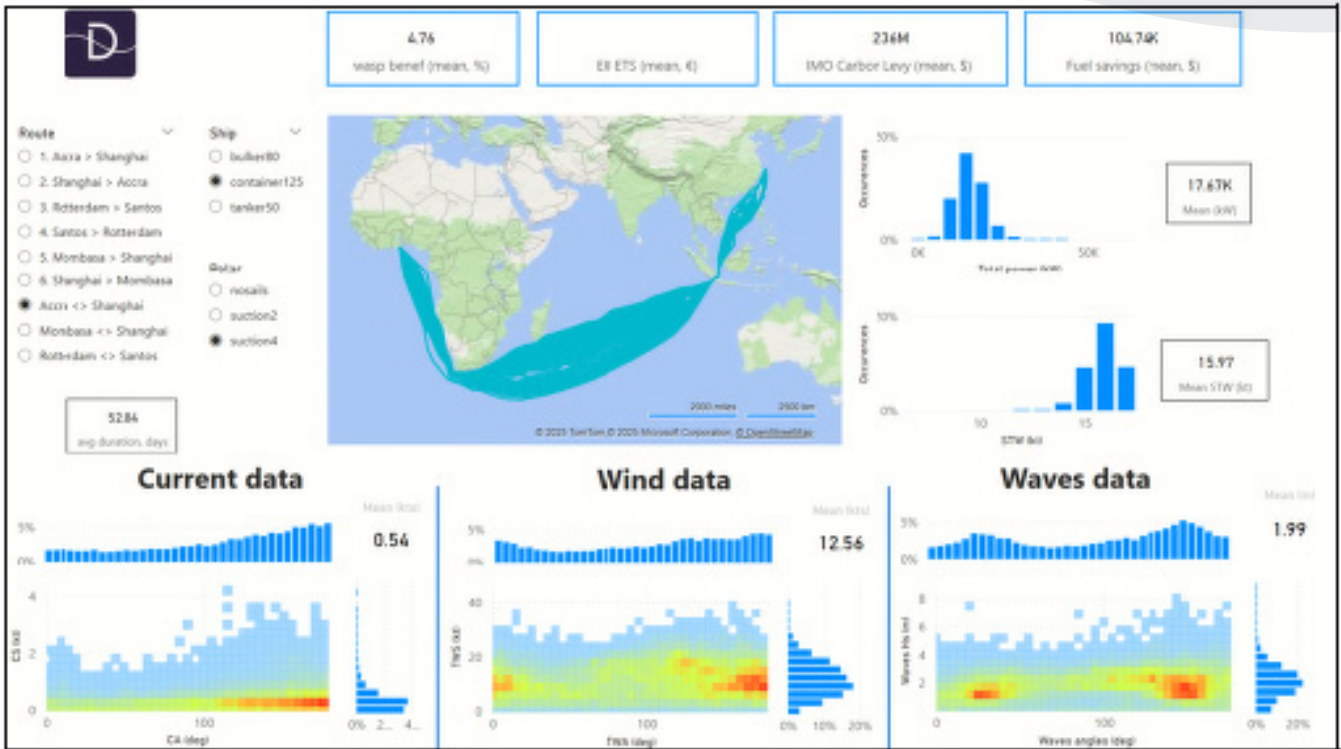 D
4.76
wasp benef (mean, %)
EU ETS (mean, €)
236M
IMO Carbor Levy (mean, $)
104.74K
Fuel savings (mean, $)
Route
1. Accra > Shanghai
2. Shanghai > Accra
3. Rotterdam > Santos
4. Santos > Rotterdam
5. Mombasa > Shanghai
6. Shanghai > Mombasa
Accra <> Shanghai
Mombasa <> Shanghai
Rotterdam <> Santos
Ship
bulker80
container125
tanker50
Polar
nosails
suction2
suction4
52.84
avg duration, days
2000 miles
2500 km
© 2025 TomTom, © 2025 Microsoft Corporation, © OpenStreetMap
Occurences
0%
0K
50K
Total power (kW)
17.67K
Mean (kW)
Occurences
0%
10
15
STW (kt)
15.97
Mean STW (kt)
Current data
Mean (kts)
0.54
5%
0%
4
2
0
CS (kt)
0
100
CA (deg)
0%
2...
4...
Wind data
Mean (kts)
12.56
5%
0%
40
20
0
TWS (kt)
0
100
TWA (deg)
0%
10%
20%
Waves data
Mean (m)
1.99
5%
0%
8
6
4
2
Waves Hs (m)
0
100
Waves angles (deg)
0%
20%